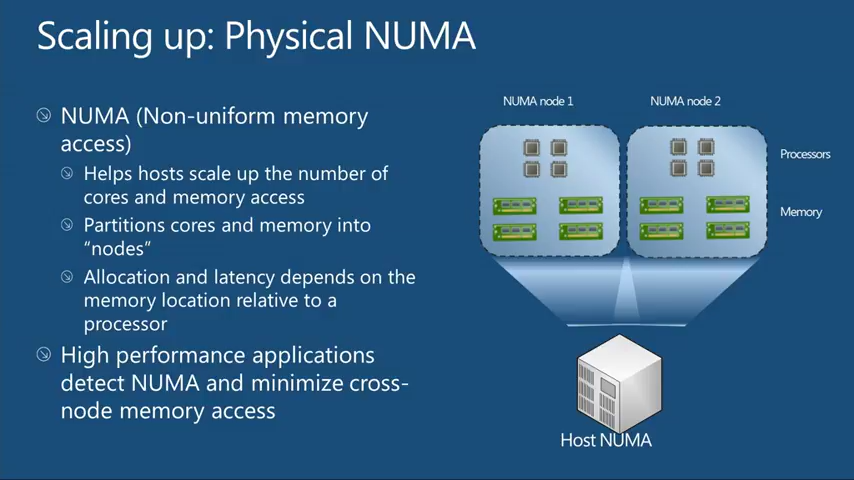 Scaling up: Physical NUMA
NUMA (Non-uniform memory
access)
Helps hosts scale up the number of
cores and memory access
Partitions cores and memory into
“nodes”
Allocation and latency depends on the
memory location relative to a
processor
High performance applications
detect NUMA and minimize cross-
node memory access
NUMA node 1
NUMA node 2
Processors
Memory
Host NUMA